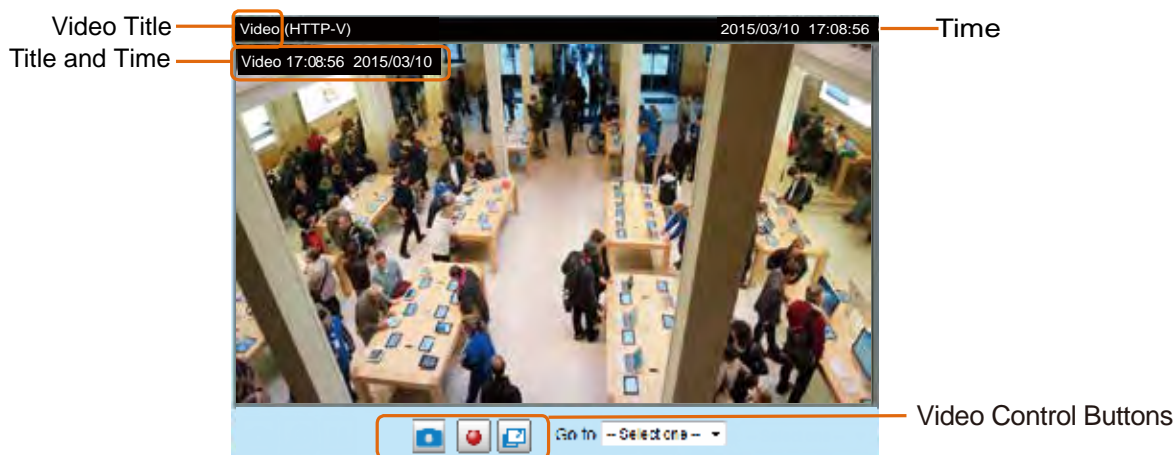 Video Title
Video (HTTP-V)
2015/03/10 17:08:56
Time
Title and Time
Video 17:08:56 2015/03/10
Go to -- Select one --
Video Control Buttons